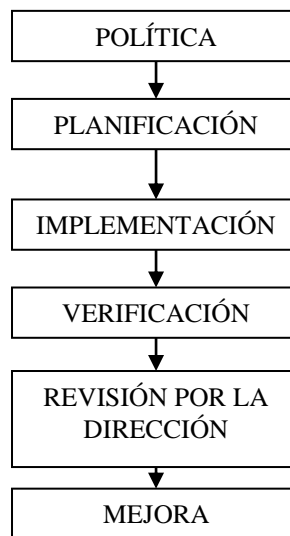 POLÍTICA
PLANIFICACIÓN
IMPLEMENTACIÓN
VERIFICACIÓN
REVISIÓN POR LA
DIRECCIÓN
MEJORA